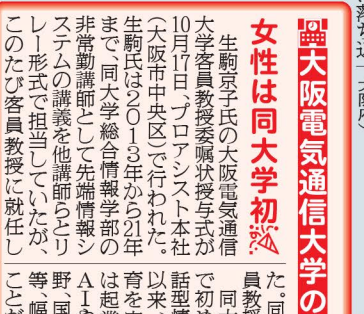 大阪電気通信大学の
女性は同大学初
生駒京子氏の大阪電気通信
大学客員教授委嘱状授与式が
10月17日、プロアシスト本社
(大阪市中央区)で行われた。
生駒氏は2013年から21年
まで、同大学総合情報学部の
非常勤講師として先端情報シ
ステムの講義を他講師らとリ
レー形式で担当していたが、
このたび客員教授に就任し
た。同
員教授
同大
で初め
話型情
以来、
育を実
は起業
AI
野、国
等、幅
ことが